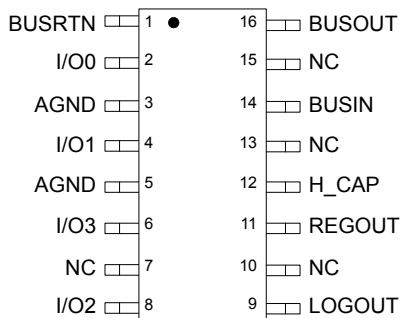 BUSRTN 1 16 BUSOUT
I/O0 2 15 NC
AGND 3 14 BUSIN
I/O1 4 13 NC
AGND 5 12 H_CAP
I/O3 6 11 REGOUT
NC 7 10 NC
I/O2 8 9 LOGOUT